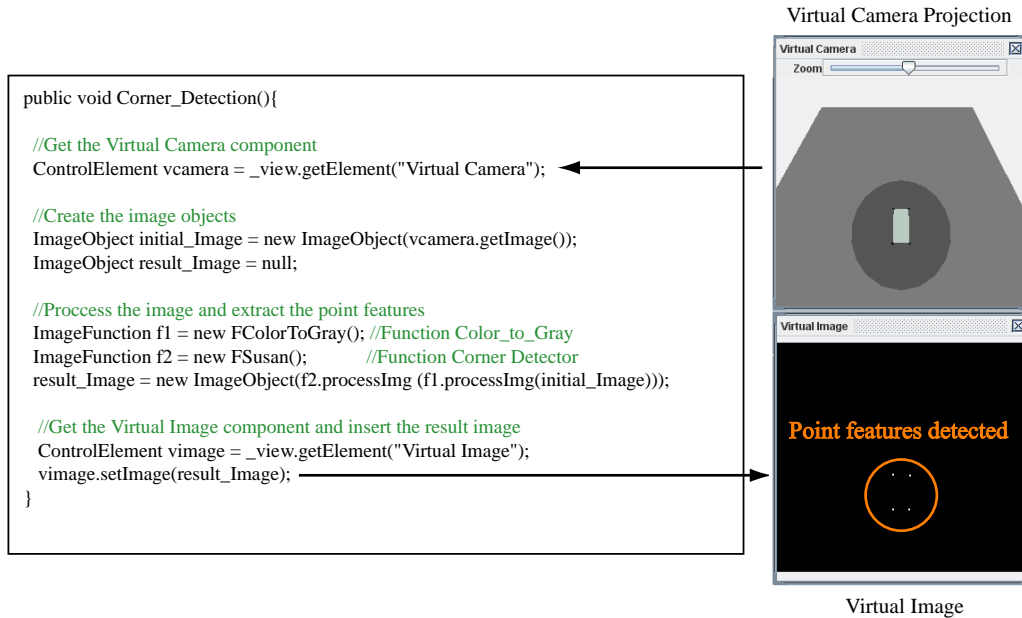 Virtual Camera Projection
public void Corner_Detection(){
//Get the Virtual Camera component
ControlElement vcamera = _view.getElement("Virtual Camera");
//Create the image objects
ImageObject initial_Image = new ImageObject(vcamera.getImage());
ImageObject result_Image = null;
//Proccess the image and extract the point features
ImageFunction f1 = new FColorToGray(); //Function Color_to_Gray
ImageFunction f2 = new FSusan(); //Function Corner Detector
result_Image = new ImageObject(f2.processImg (f1.processImg(initial_Image)));
//Get the Virtual Image component and insert the result image
ControlElement vimage = _view.getElement("Virtual Image");
vimage.setImage(result_Image);
}
Virtual Camera
Zoom
Virtual Image
Point features detected
Virtual Image